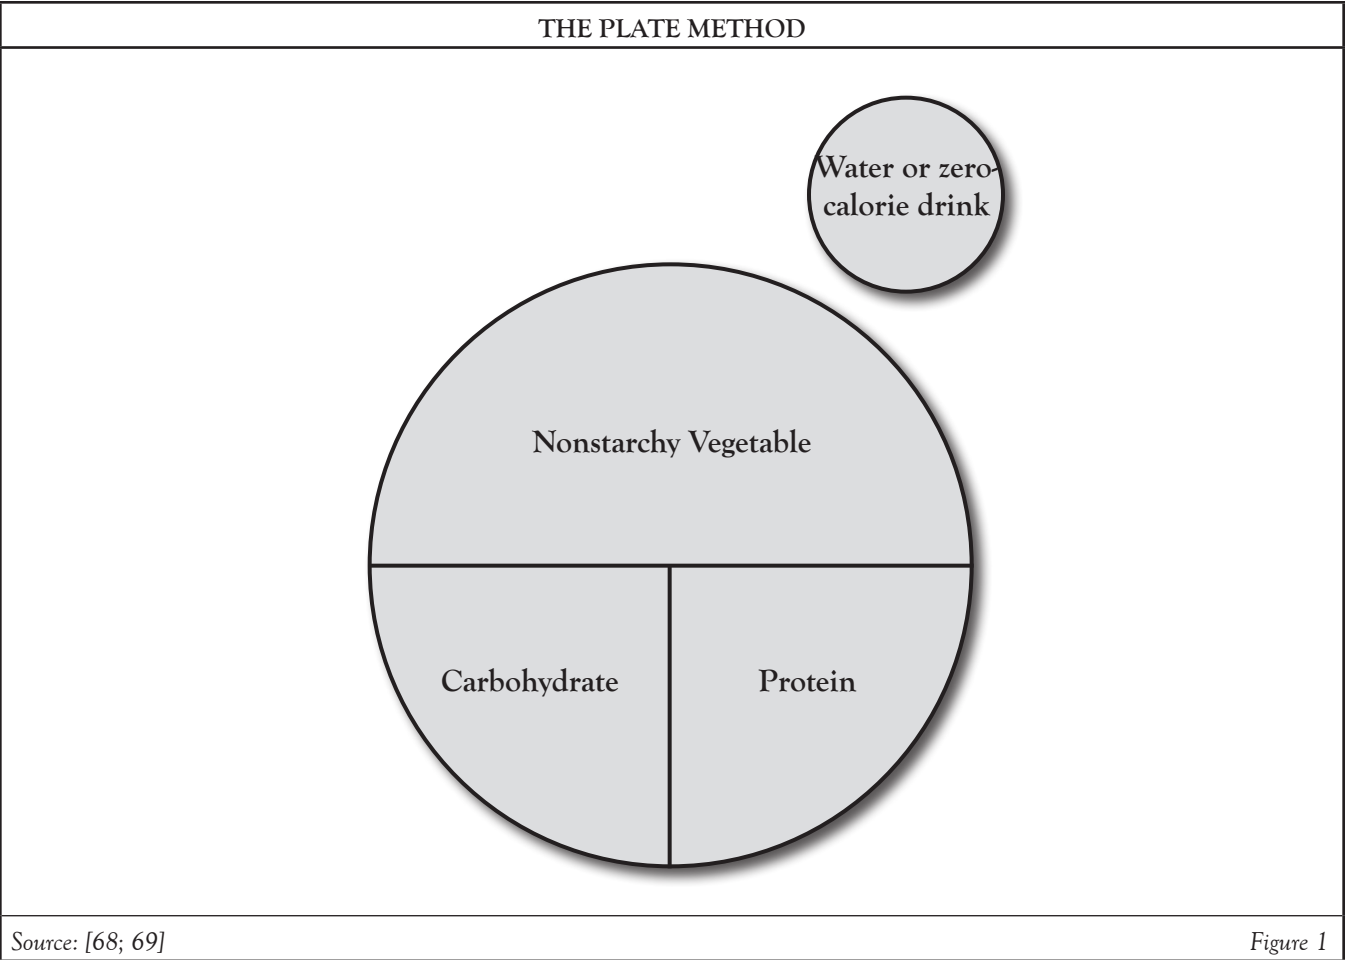 THE PLATE METHOD
Water or zero-
calorie drink
Nonstarchy Vegetable
Carbohydrate
Protein
Source: [68; 69]
Figure 1